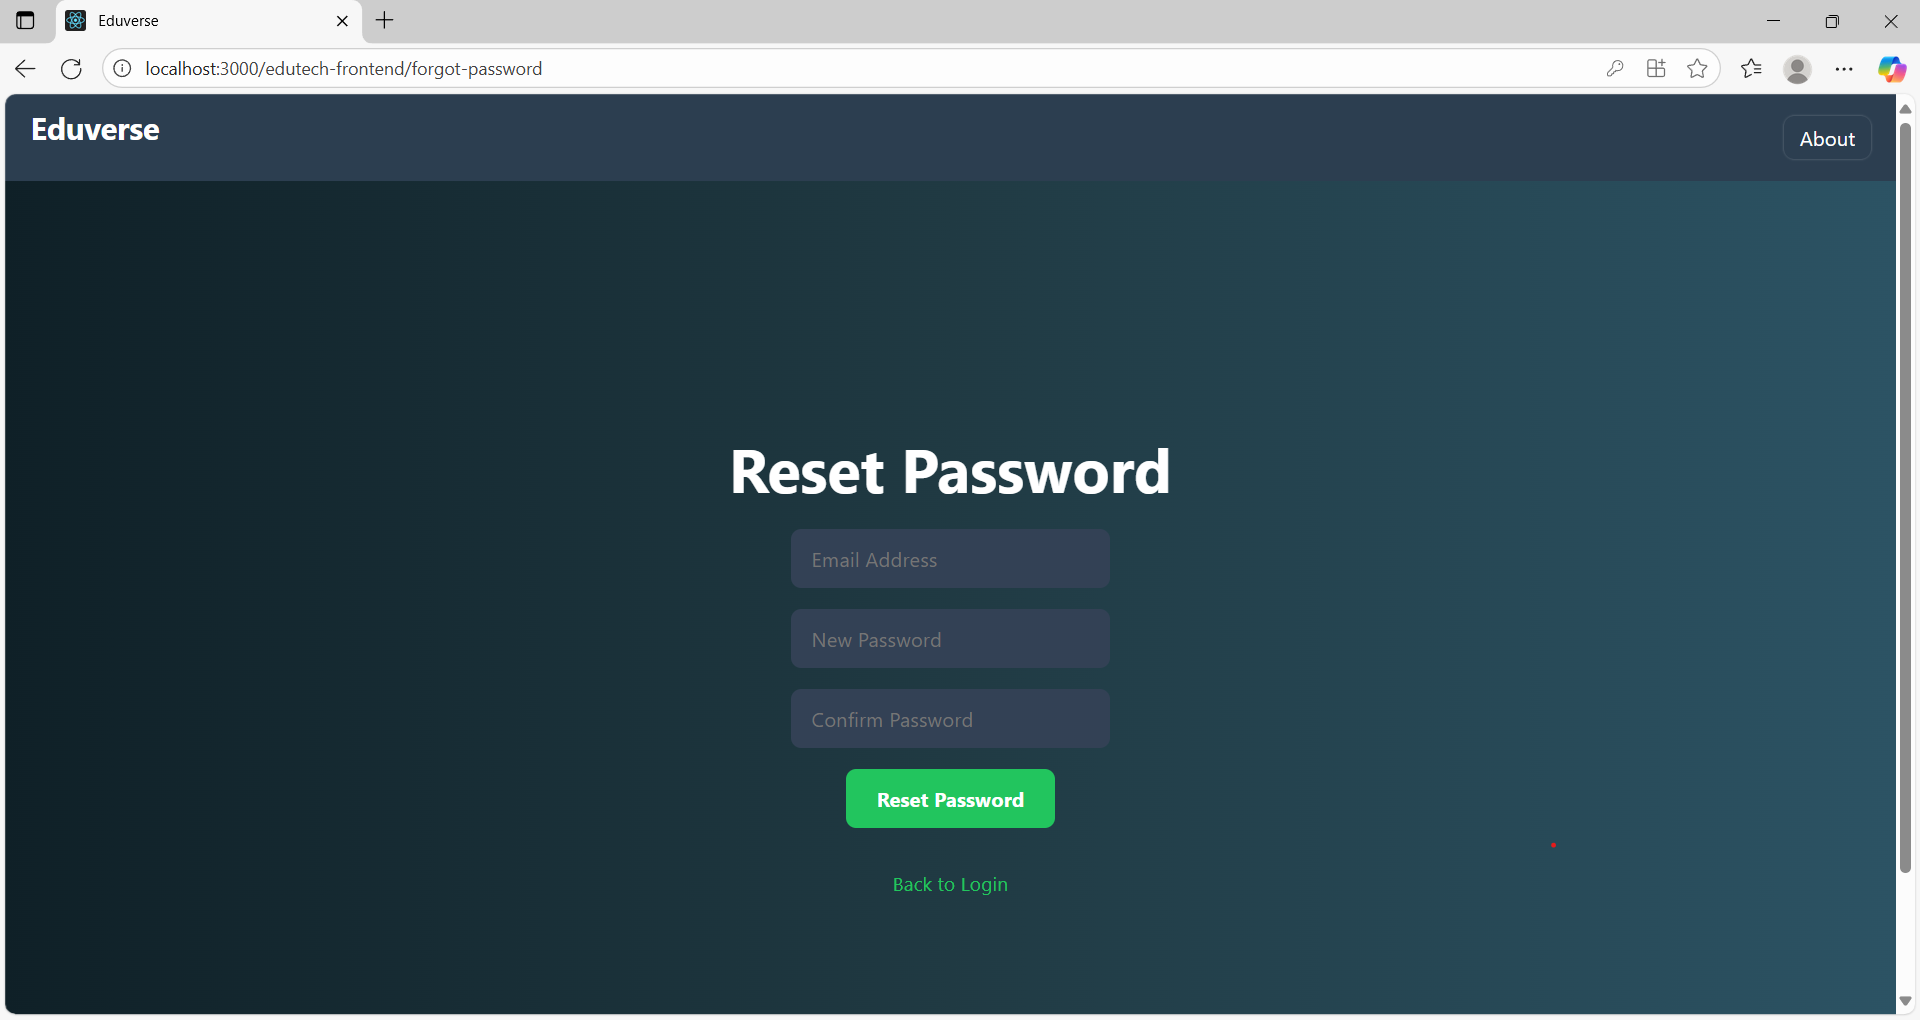 Eduverse
localhost:3000/edutech-frontend/forgot-password
Eduverse
About
Reset Password
Email Address
New Password
Confirm Password
Reset Password
Back to Login